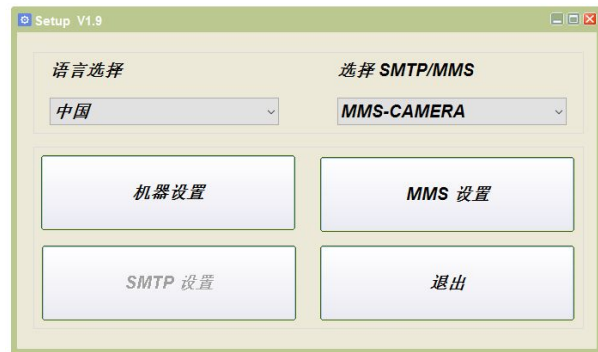 Setup V1.9
语言选择
选择 SMTP/MMS
中国
MMS-CAMERA
机器设置
MMS 设置
SMTP 设置
退出